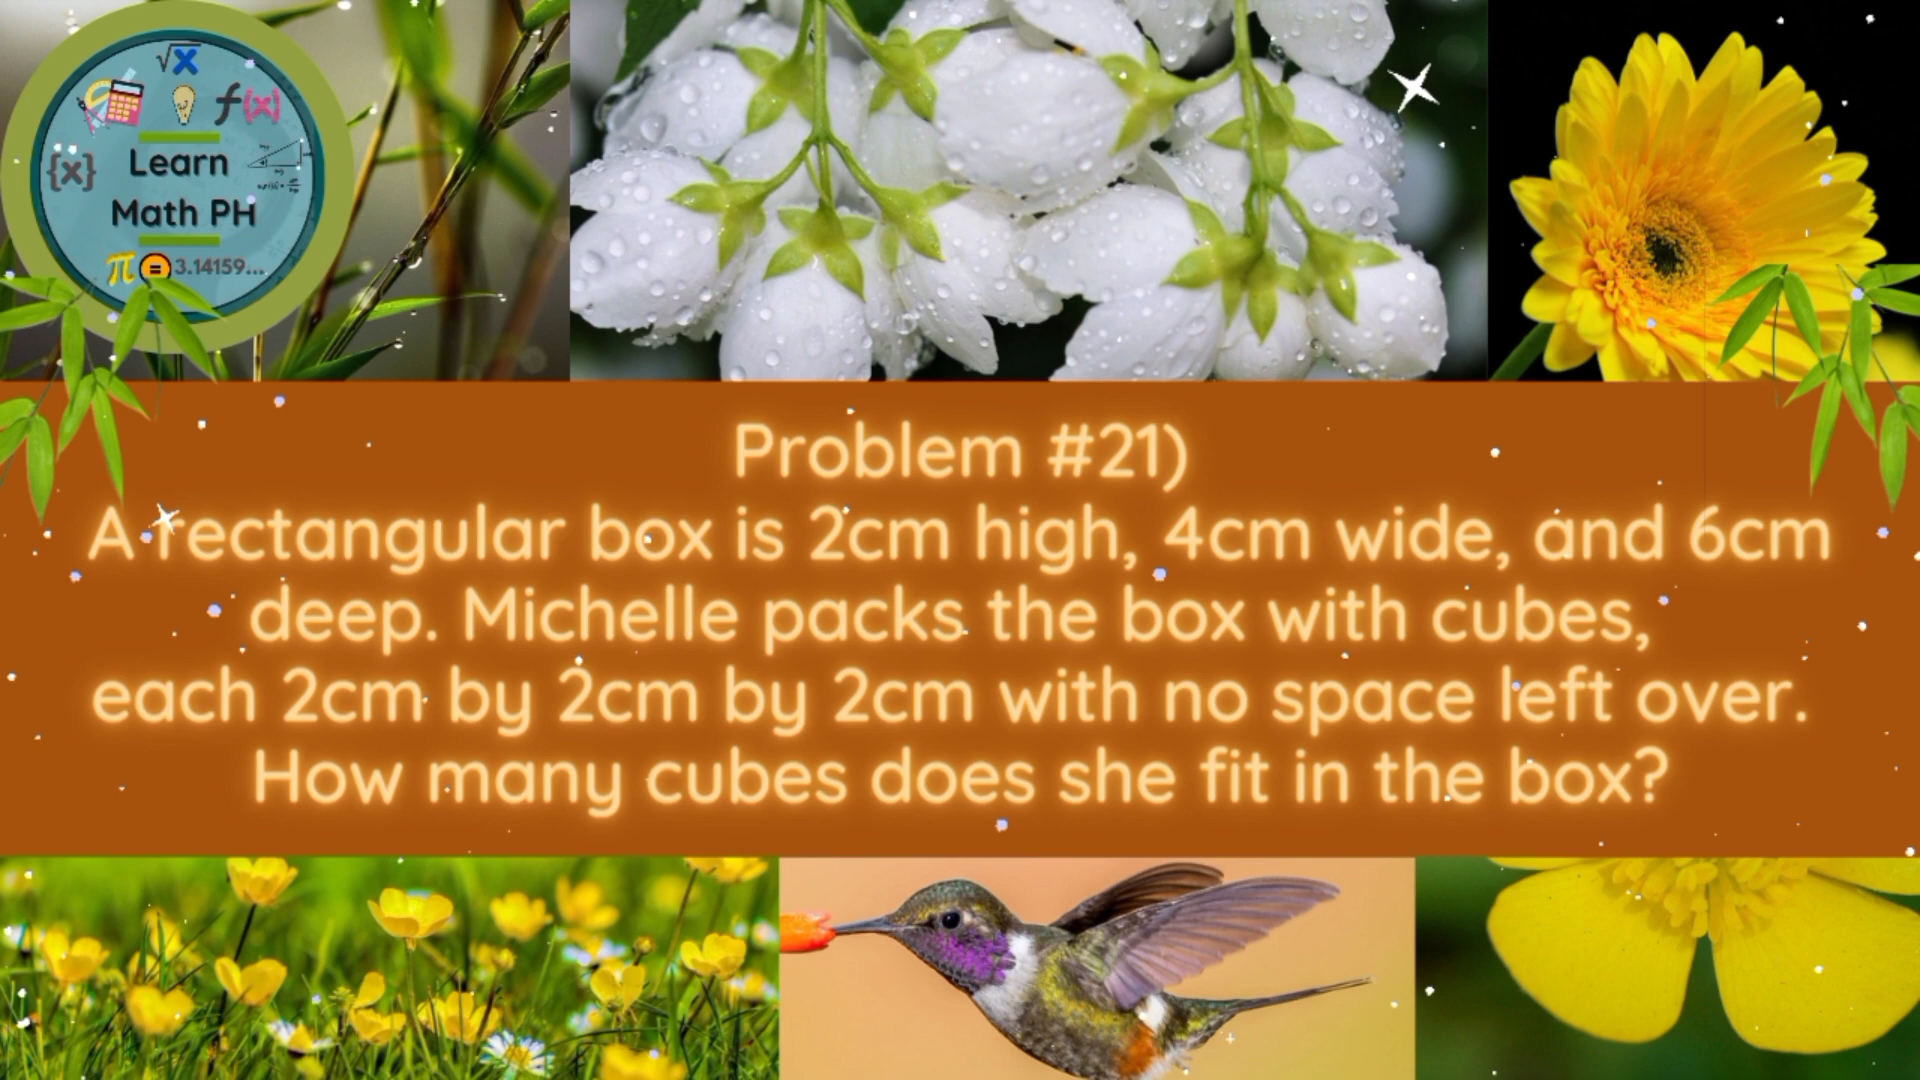 √x
f(x)
{x}
Learn
Math PH
π = 3.14159...
Problem #21)
A rectangular box is 2cm high, 4cm wide, and 6cm
deep. Michelle packs the box with cubes,
each 2cm by 2cm by 2cm with no space left over.
How many cubes does she fit in the box?